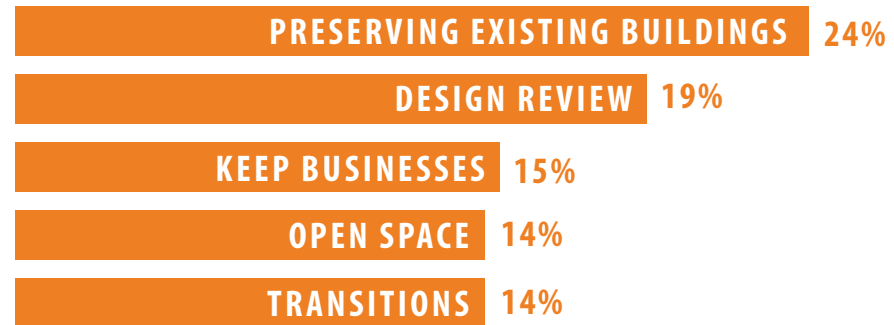 PRESERVING EXISTING BUILDINGS 24%
DESIGN REVIEW 19%
KEEP BUSINESSES 15%
OPEN SPACE 14%
TRANSITIONS 14%